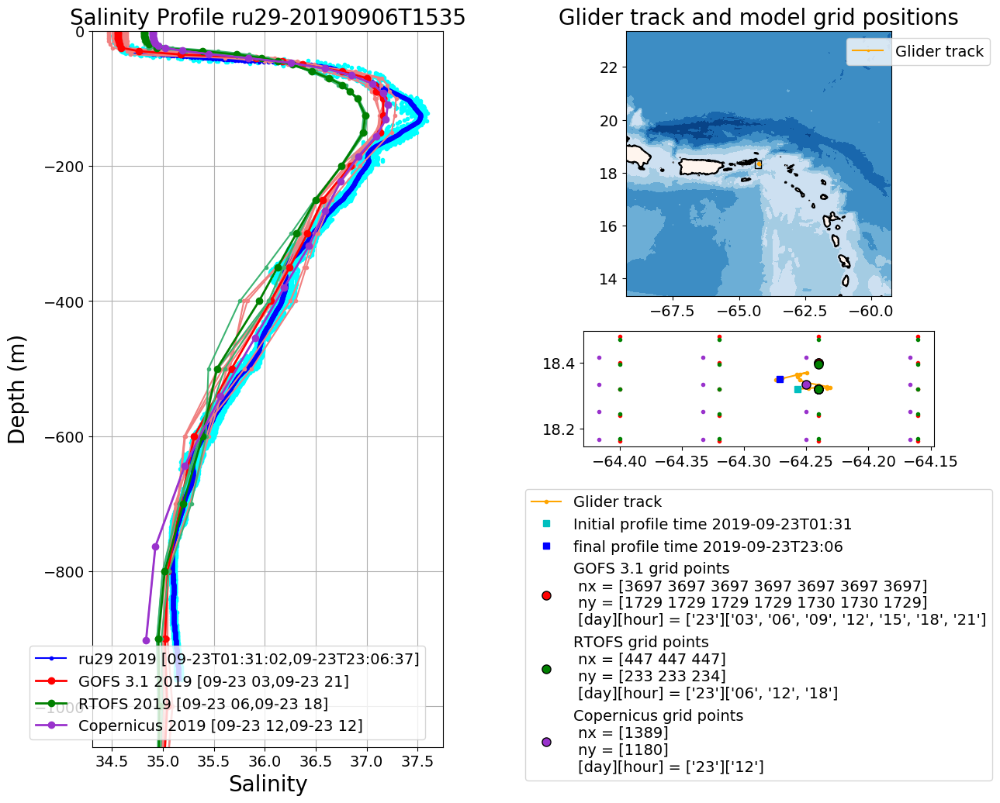 Salinity Profile ru29-20190906T1535
0
−200
−400
−600
−800
−1000
Depth (m)
34.5 35.0 35.5 36.0 36.5 37.0 37.5
Salinity
ru29 2019 [09-23T01:31:02,09-23T23:06:37]
GOFS 3.1 2019 [09-23 03,09-23 21]
RTOFS 2019 [09-23 06,09-23 18]
Copernicus 2019 [09-23 12,09-23 12]
Glider track and model grid positions
Glider track
22
20
18
16
14
−67.5 −65.0 −62.5 −60.0
18.4
18.2
−64.40 −64.35 −64.30 −64.25 −64.20 −64.15
Glider track
Initial profile time 2019-09-23T01:31
final profile time 2019-09-23T23:06
GOFS 3.1 grid points
nx = [3697 3697 3697 3697 3697 3697 3697]
ny = [1729 1729 1729 1729 1730 1730 1729]
[day][hour] = ['23']['03', '06', '09', '12', '15', '18', '21']
RTOFS grid points
nx = [447 447 447]
ny = [233 233 234]
[day][hour] = ['23']['06', '12', '18']
Copernicus grid points
nx = [1389]
ny = [1180]
[day][hour] = ['23']['12']